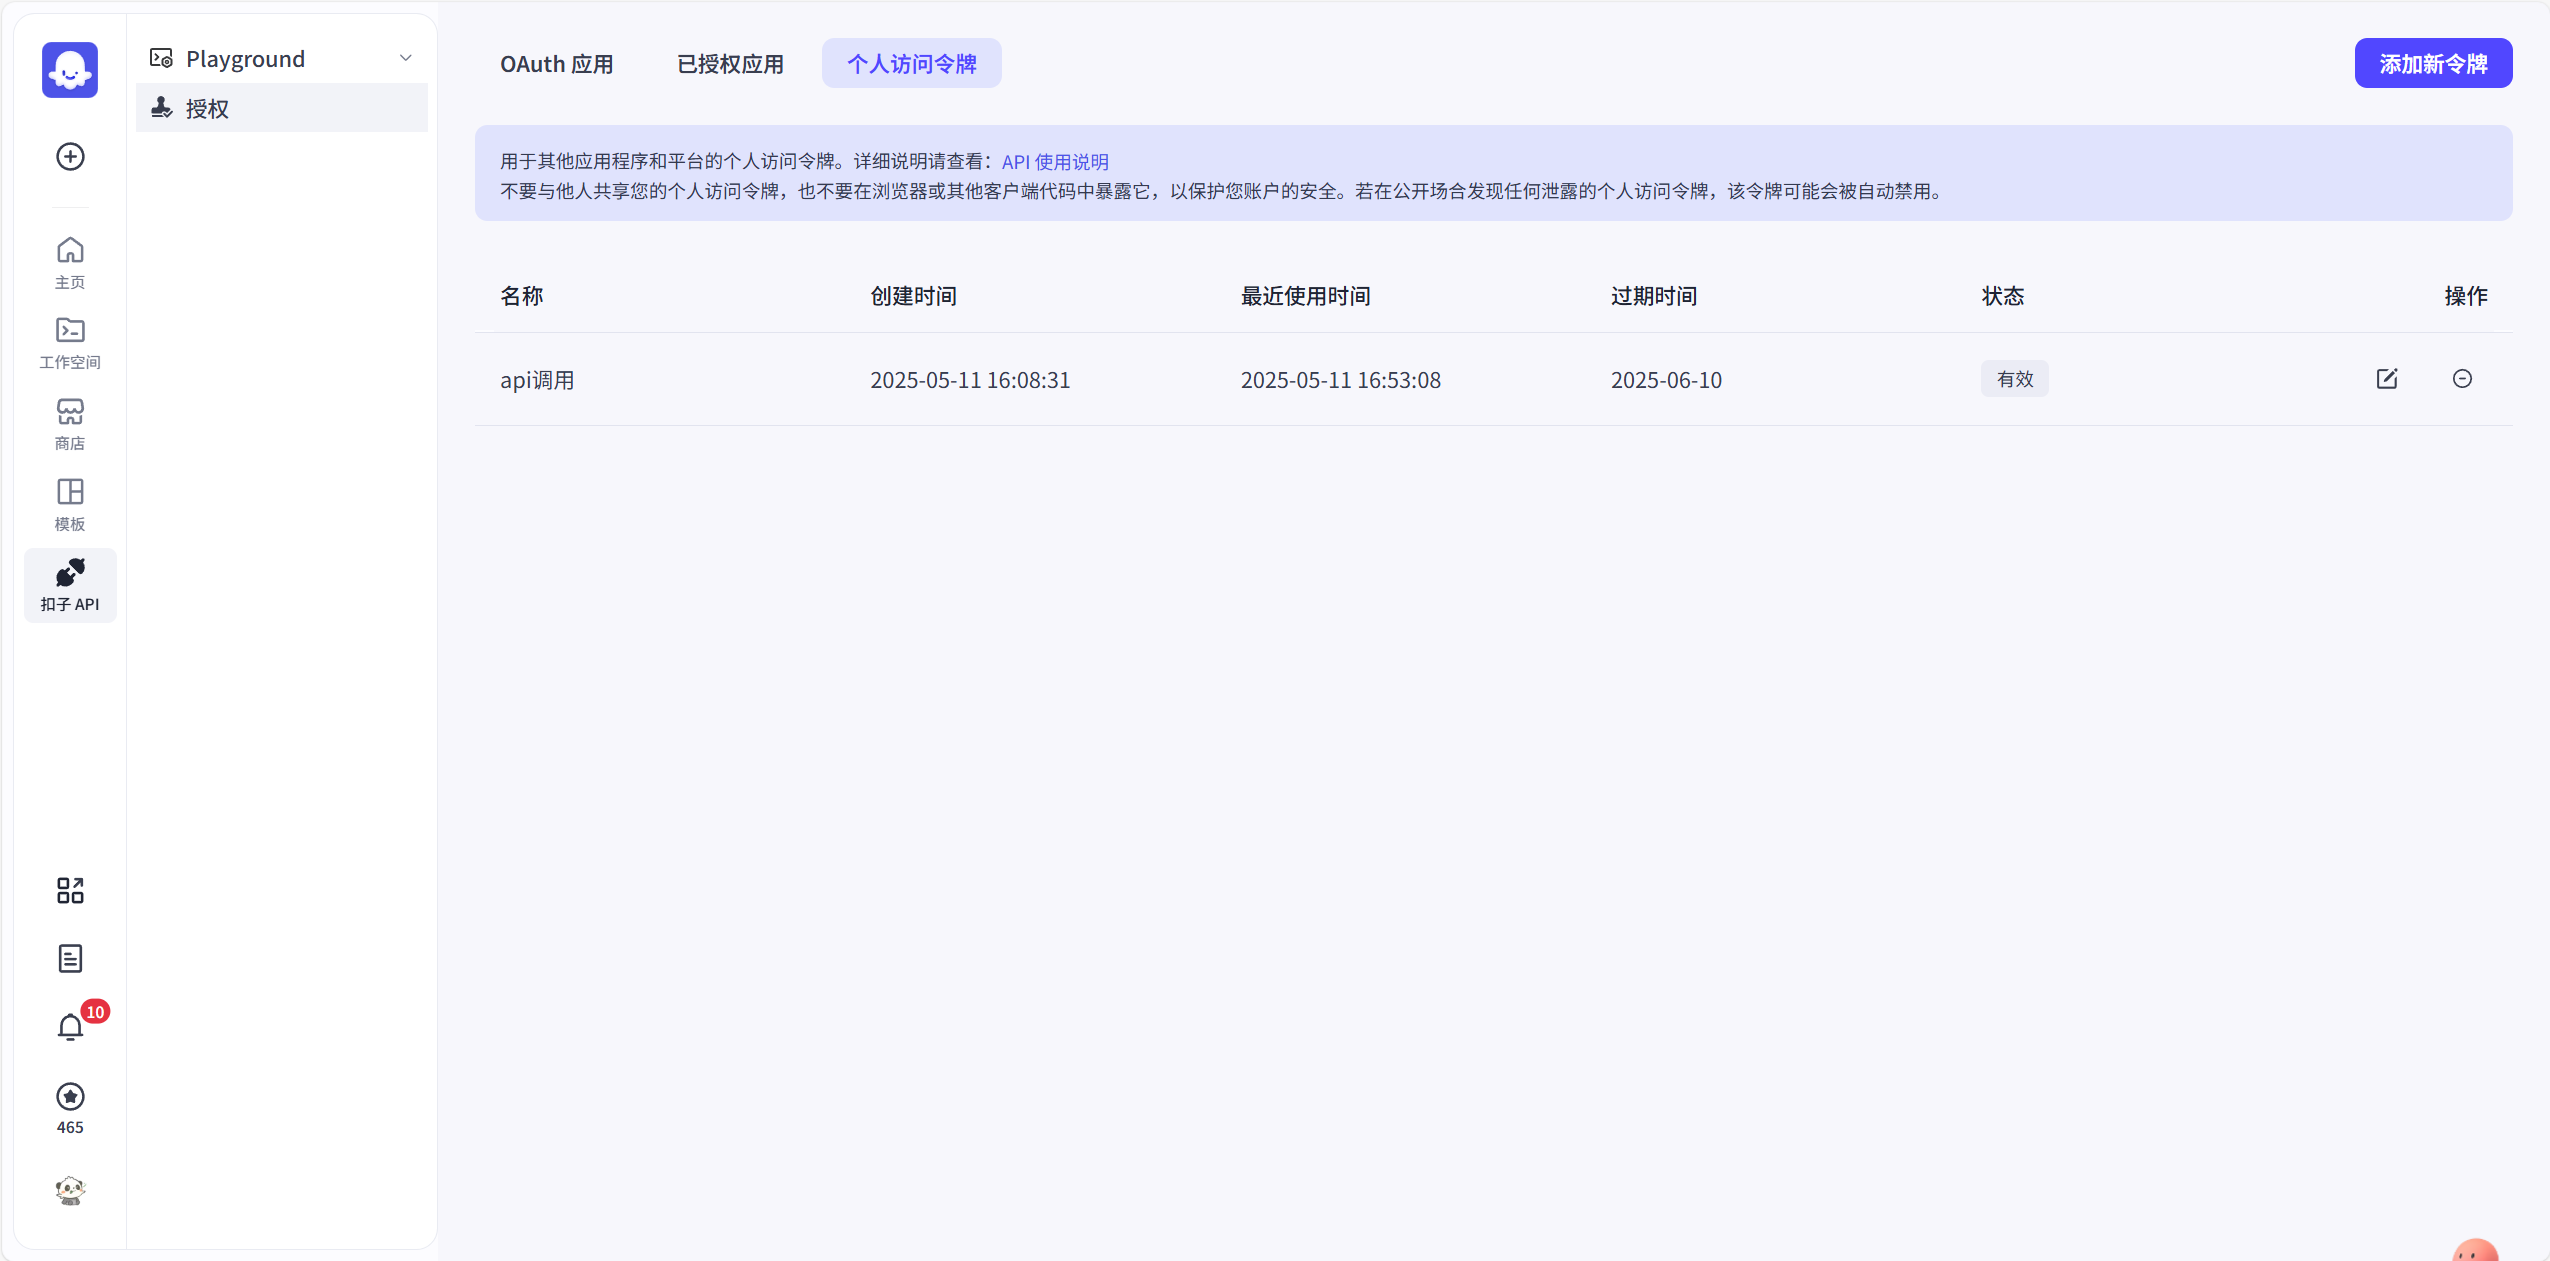 Playground
授权
主页
工作空间
商店
模板
扣子 API
10
465
OAuth 应用
已授权应用
个人访问令牌
添加新令牌
用于其他应用程序和平台的个人访问令牌。详细说明请查看：API 使用说明
不要与他人共享您的个人访问令牌，也不要在浏览器或其他客户端代码中暴露它，以保护您账户的安全。若在公开场合发现任何泄露的个人访问令牌，该令牌可能会被自动禁用。
名称 创建时间 最近使用时间 过期时间 状态 操作
api调用 2025-05-11 16:08:31 2025-05-11 16:53:08 2025-06-10 有效